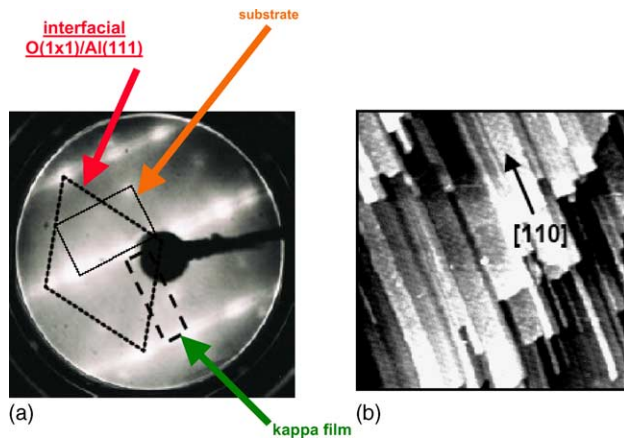 substrate
interfacial
O(1x1)/Al(111)
[110]
(a)
kappa film
(b)